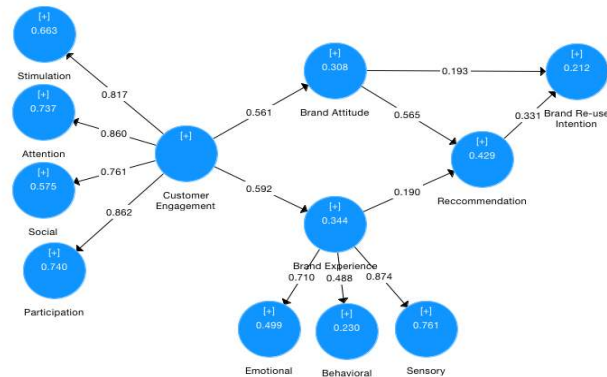 [+]
0.663
Stimulation
[+]
0.737
Attention
[+]
0.575
Social
[+]
0.740
Participation
0.817
0.860
0.761
0.862
[+]
Customer
Engagement
0.561
0.592
[+]
0.308
Brand Attitude
[+]
0.344
Brand Experience
0.193
0.565
0.190
0.331
[+]
0.429
Reccommendation
[+]
0.212
Brand Re-use
Intention
0.710
0.488
0.874
[+]
0.499
Emotional
[+]
0.230
Behavioral
[+]
0.761
Sensory